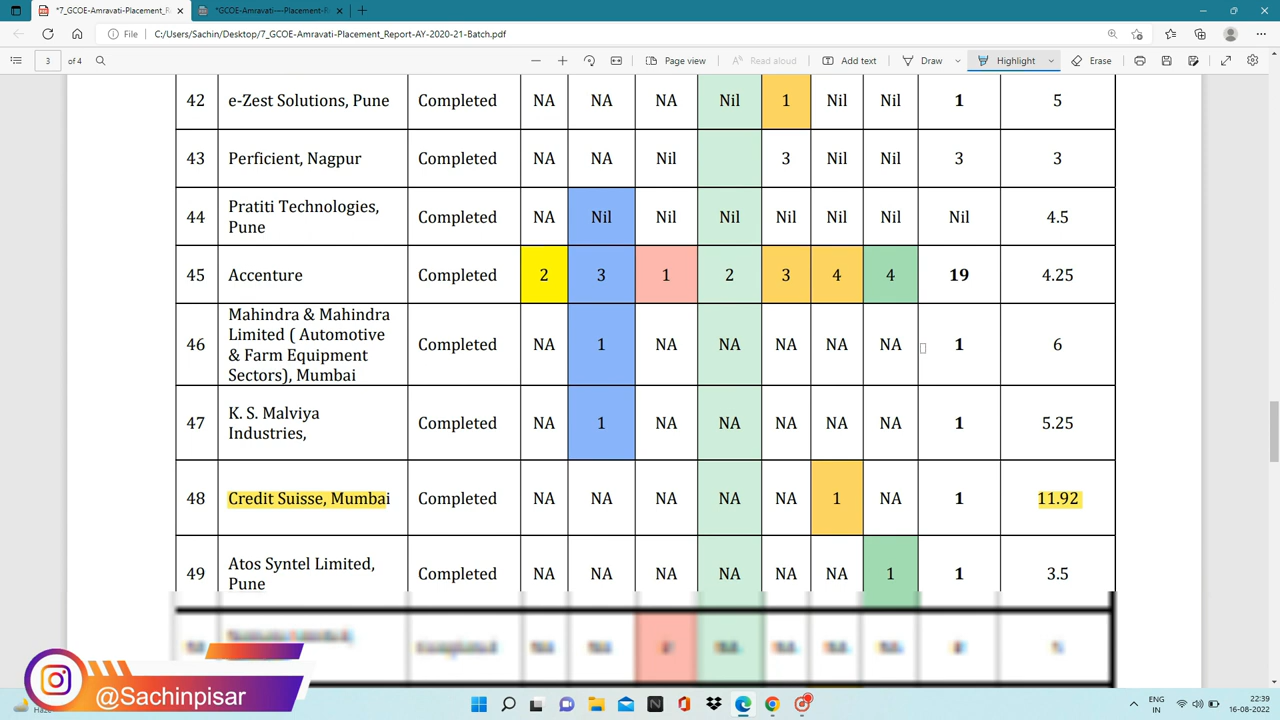 *7_GCOE-Amravati-Placement_R
*GCOE-Amravati---Placement-R
File C:/Users/Sachin/Desktop/7_GCOE-Amravati-Placement_Report-AY-2020-21-Batch.pdf
3 of 4 Page view Read aloud Add text Draw Highlight Erase
42 e-Zest Solutions, Pune Completed NA NA NA Nil 1 Nil Nil 1 5
43 Perficient, Nagpur Completed NA NA Nil 3 Nil Nil 3 3
44 Pratiti Technologies, Pune Completed NA Nil Nil Nil Nil Nil Nil Nil 4.5
45 Accenture Completed 2 3 1 2 3 4 4 19 4.25
46 Mahindra & Mahindra Limited ( Automotive & Farm Equipment Sectors), Mumbai Completed NA 1 NA NA NA NA NA 1 6
47 K. S. Malviya Industries, Completed NA 1 NA NA NA NA NA 1 5.25
48 Credit Suisse, Mumbai Completed NA NA NA NA NA 1 NA 1 11.92
49 Atos Syntel Limited, Pune Completed NA NA NA NA NA NA 1 1 3.5
@Sachinpisar
Haze
ENG
IN
22:39
16-08-2022